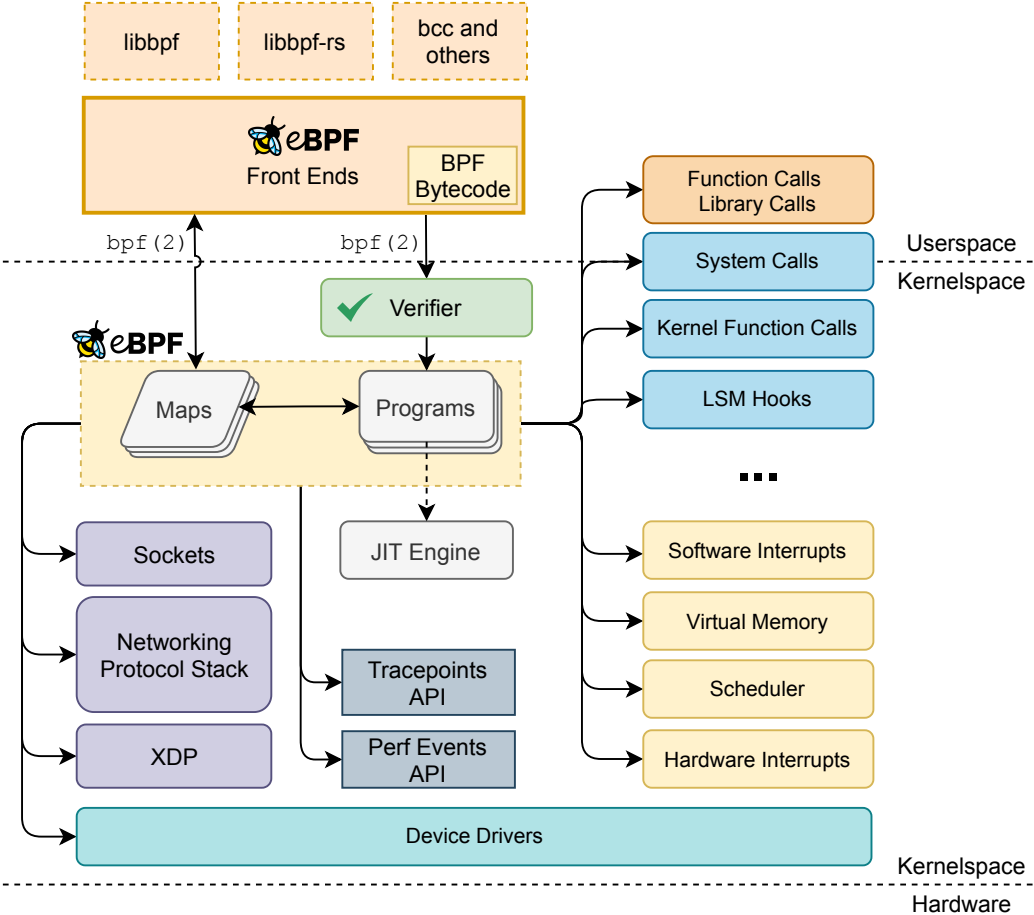 libbpf
libbpf-rs
bcc and
others
eBPF
Front Ends
BPF
Bytecode
bpf(2)
bpf(2)
Function Calls
Library Calls
Userspace
System Calls
Kernelspace
Verifier
Kernel Function Calls
eBPF
Maps
Programs
LSM Hooks
...
Sockets
JIT Engine
Software Interrupts
Networking
Protocol Stack
Virtual Memory
Tracepoints
API
Scheduler
XDP
Perf Events
API
Hardware Interrupts
Device Drivers
Kernelspace
Hardware